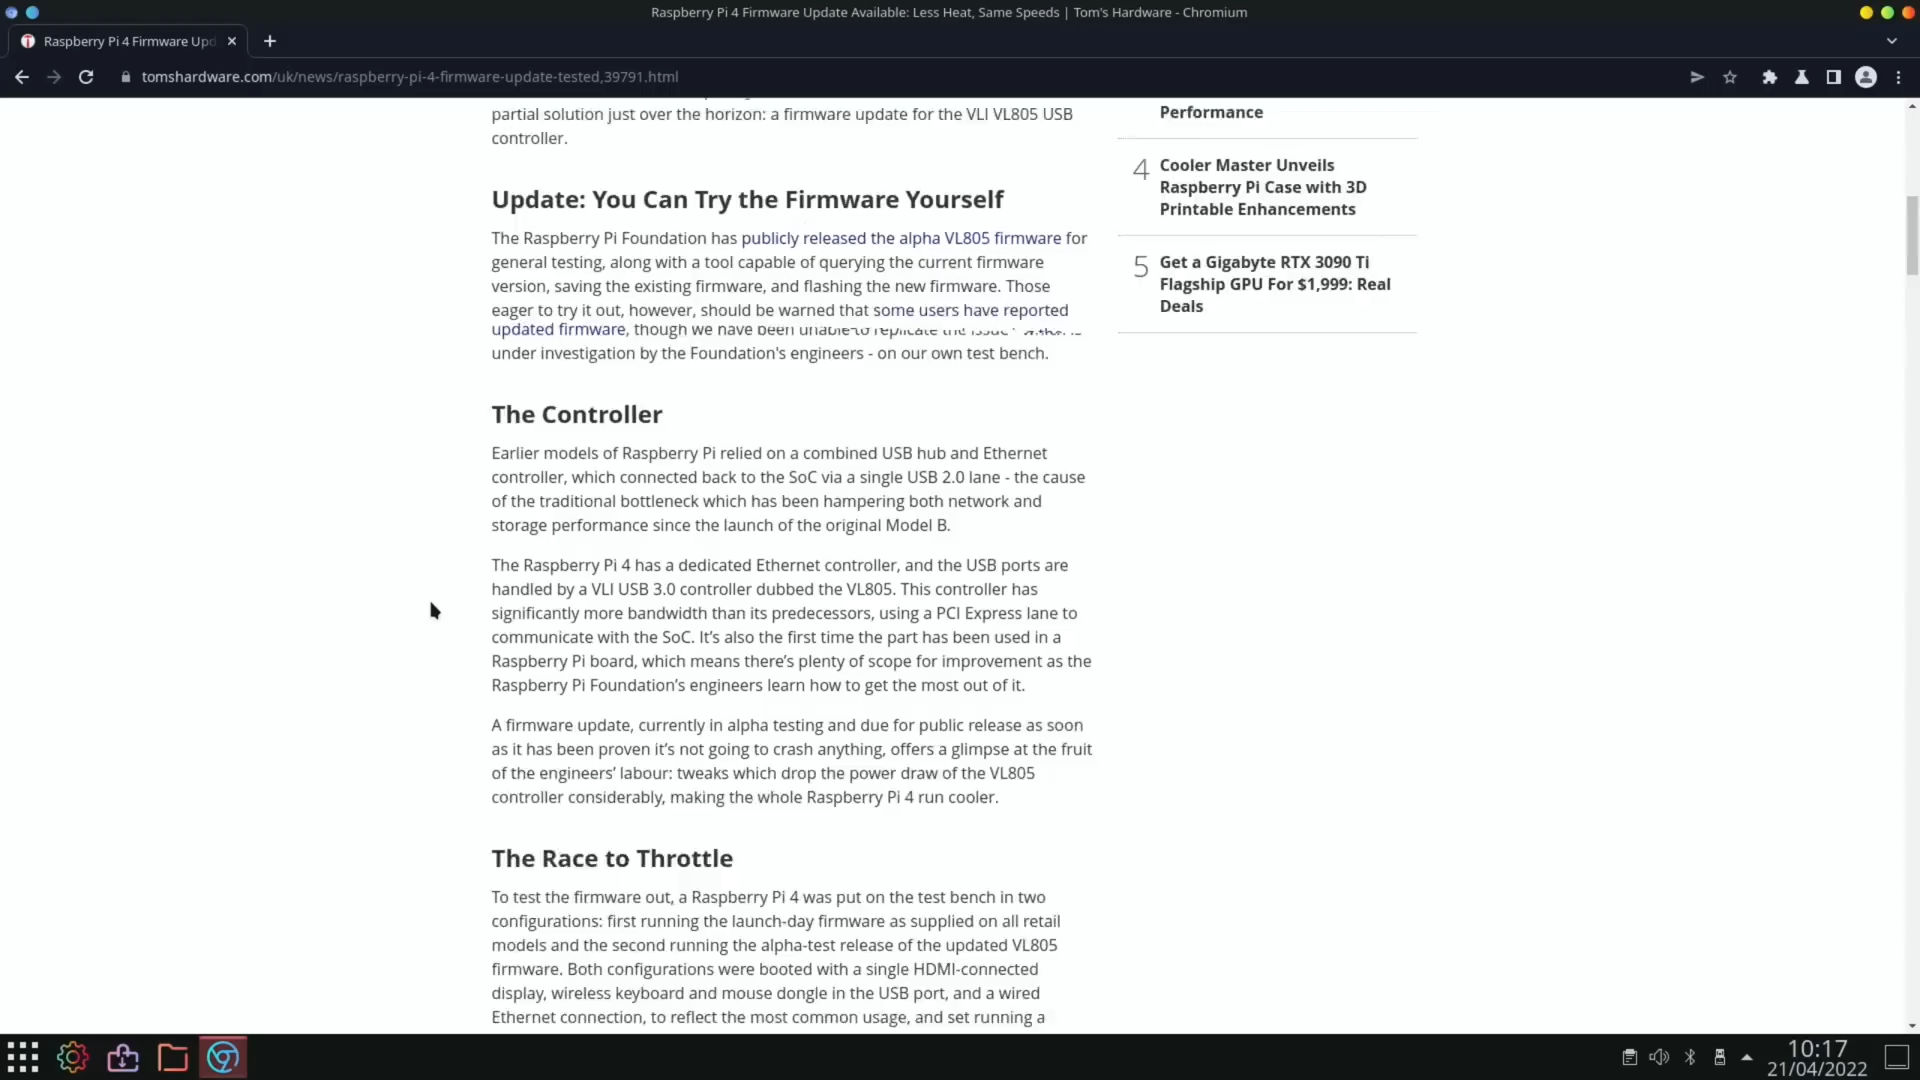 Raspberry Pi 4 Firmware Update Available: Less Heat, Same Speeds | Tom's Hardware - Chromium
Raspberry Pi 4 Firmware Upd
tomshardware.com/uk/news/raspberry-pi-4-firmware-update-tested,39791.html
partial solution just over the horizon: a firmware update for the VLI VL805 USB
controller.
Update: You Can Try the Firmware Yourself
The Raspberry Pi Foundation has publicly released the alpha VL805 firmware for
general testing, along with a tool capable of querying the current firmware
version, saving the existing firmware, and flashing the new firmware. Those
eager to try it out, however, should be warned that some users have reported
updated firmware, though we have been unable to replicate the issue
under investigation by the Foundation's engineers - on our own test bench.
The Controller
Earlier models of Raspberry Pi relied on a combined USB hub and Ethernet
controller, which connected back to the SoC via a single USB 2.0 lane - the cause
of the traditional bottleneck which has been hampering both network and
storage performance since the launch of the original Model B.
The Raspberry Pi 4 has a dedicated Ethernet controller, and the USB ports are
handled by a VLI USB 3.0 controller dubbed the VL805. This controller has
significantly more bandwidth than its predecessors, using a PCI Express lane to
communicate with the SoC. It’s also the first time the part has been used in a
Raspberry Pi board, which means there’s plenty of scope for improvement as the
Raspberry Pi Foundation’s engineers learn how to get the most out of it.
A firmware update, currently in alpha testing and due for public release as soon
as it has been proven it’s not going to crash anything, offers a glimpse at the fruit
of the engineers’ labour: tweaks which drop the power draw of the VL805
controller considerably, making the whole Raspberry Pi 4 run cooler.
The Race to Throttle
To test the firmware out, a Raspberry Pi 4 was put on the test bench in two
configurations: first running the launch-day firmware as supplied on all retail
models and the second running the alpha-test release of the updated VL805
firmware. Both configurations were booted with a single HDMI-connected
display, wireless keyboard and mouse dongle in the USB port, and a wired
Ethernet connection, to reflect the most common usage, and set running a
Performance
4 Cooler Master Unveils
Raspberry Pi Case with 3D
Printable Enhancements
5 Get a Gigabyte RTX 3090 Ti
Flagship GPU For $1,999: Real
Deals
10:17
21/04/2022